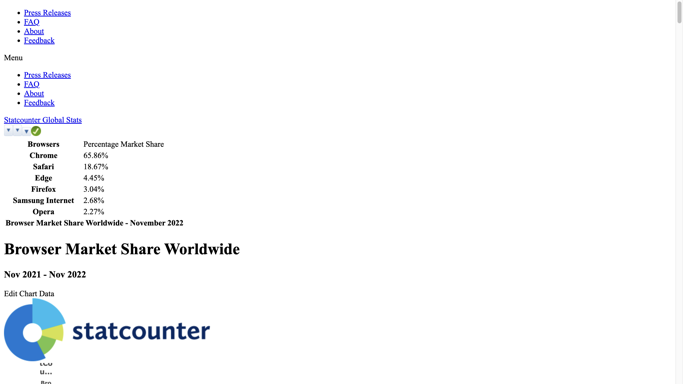 Press Releases
FAQ
About
Feedback
Menu
Press Releases
FAQ
About
Feedback
Statcounter Global Stats
Browsers Percentage Market Share
Chrome 65.86%
Safari 18.67%
Edge 4.45%
Firefox 3.04%
Samsung Internet 2.68%
Opera 2.27%
Browser Market Share Worldwide - November 2022
Browser Market Share Worldwide
Nov 2021 - Nov 2022
Edit Chart Data
statcounter